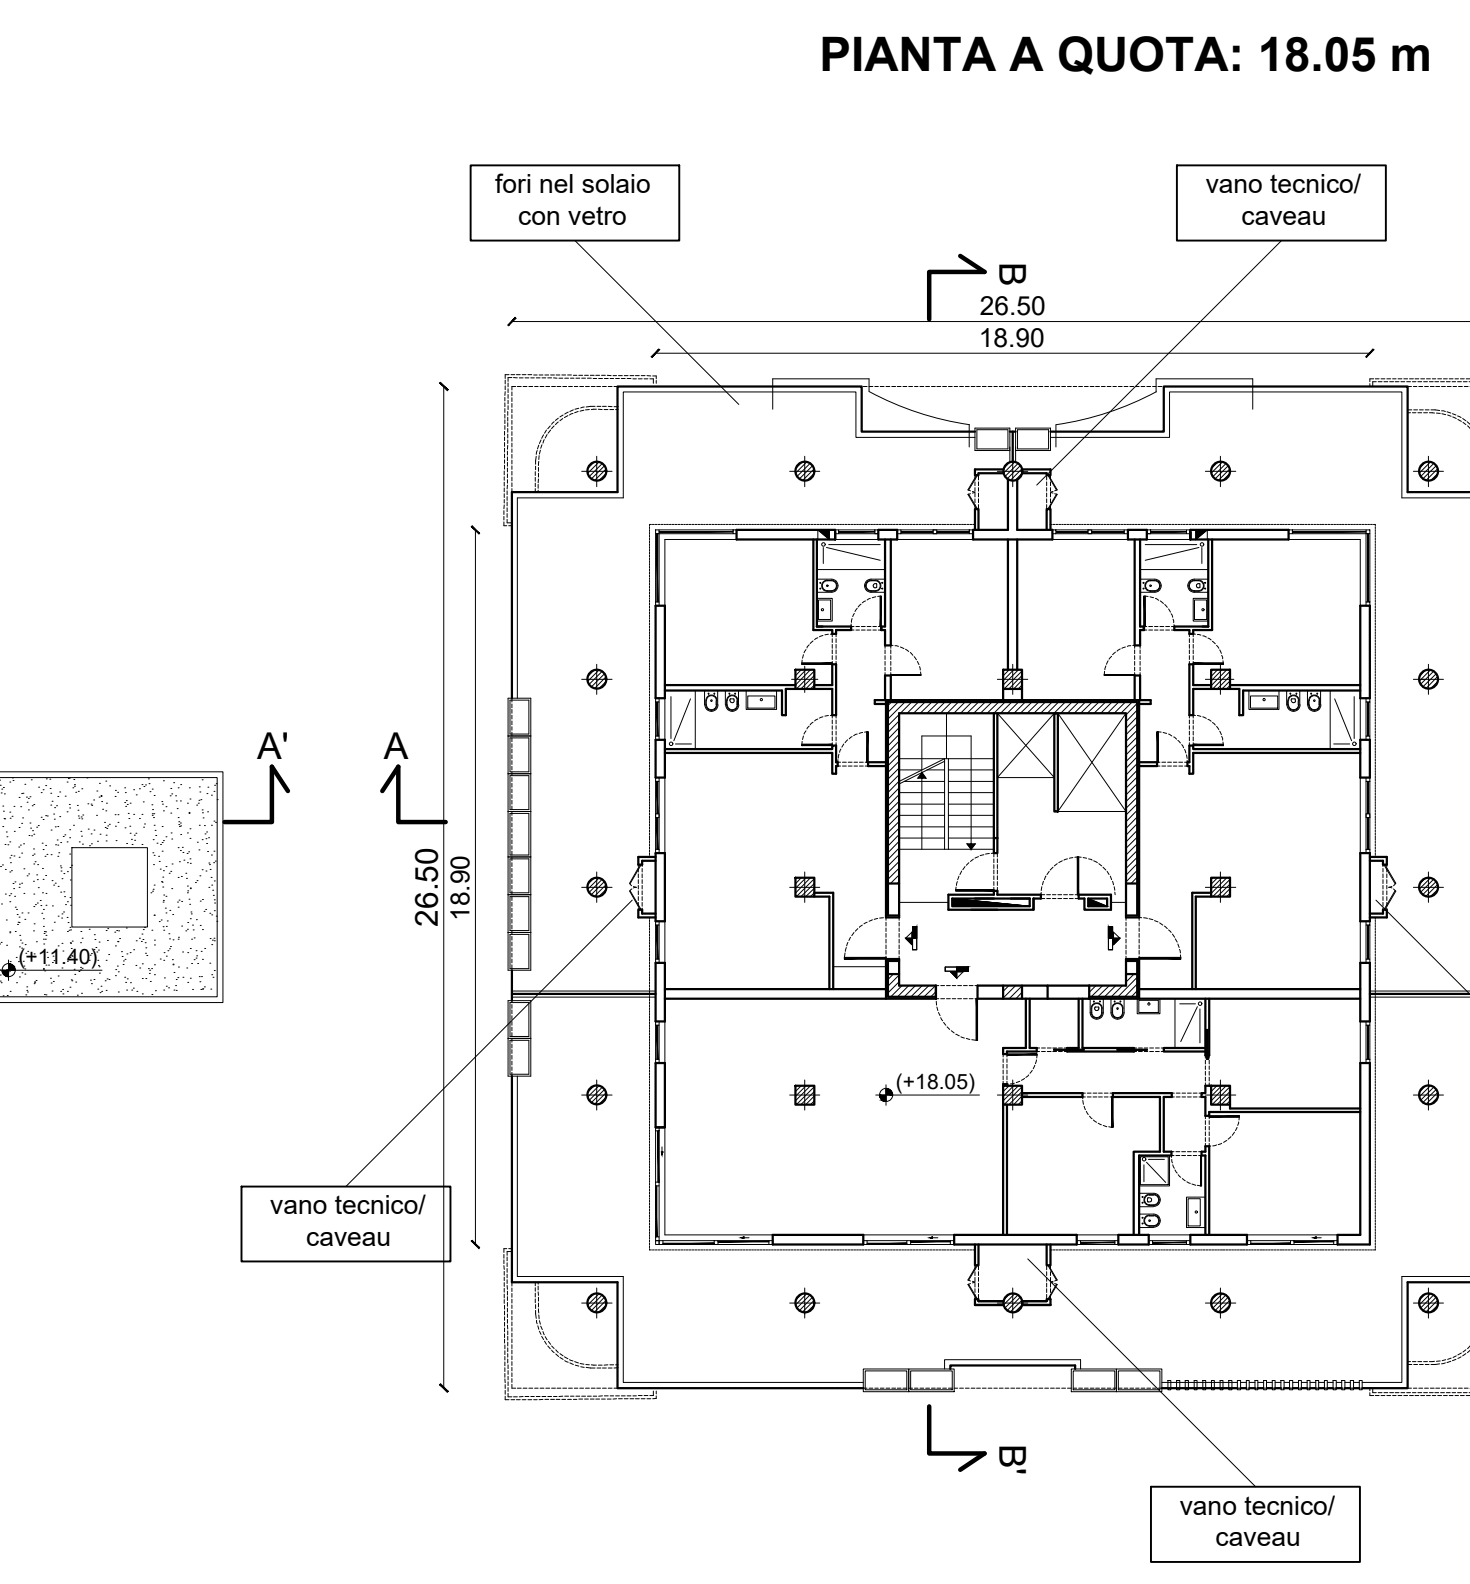 PIANTA A QUOTA: 18.05 m
fori nel solaio
con vetro
vano tecnico/
caveau
B
26.50
18.90
A'
A
26.50
18.90
(+11.40)
(+18.05)
vano tecnico/
caveau
B'
vano tecnico/
caveau